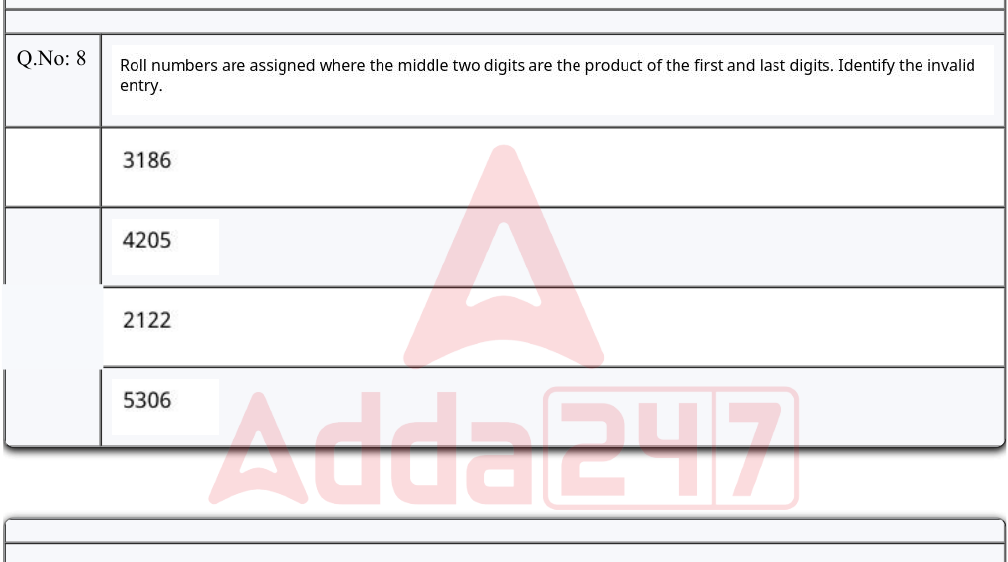 Q.No: 8
Roll numbers are assigned where the middle two digits are the product of the first and last digits. Identify the invalid
entry.
3186
4205
2122
5306
Adda247